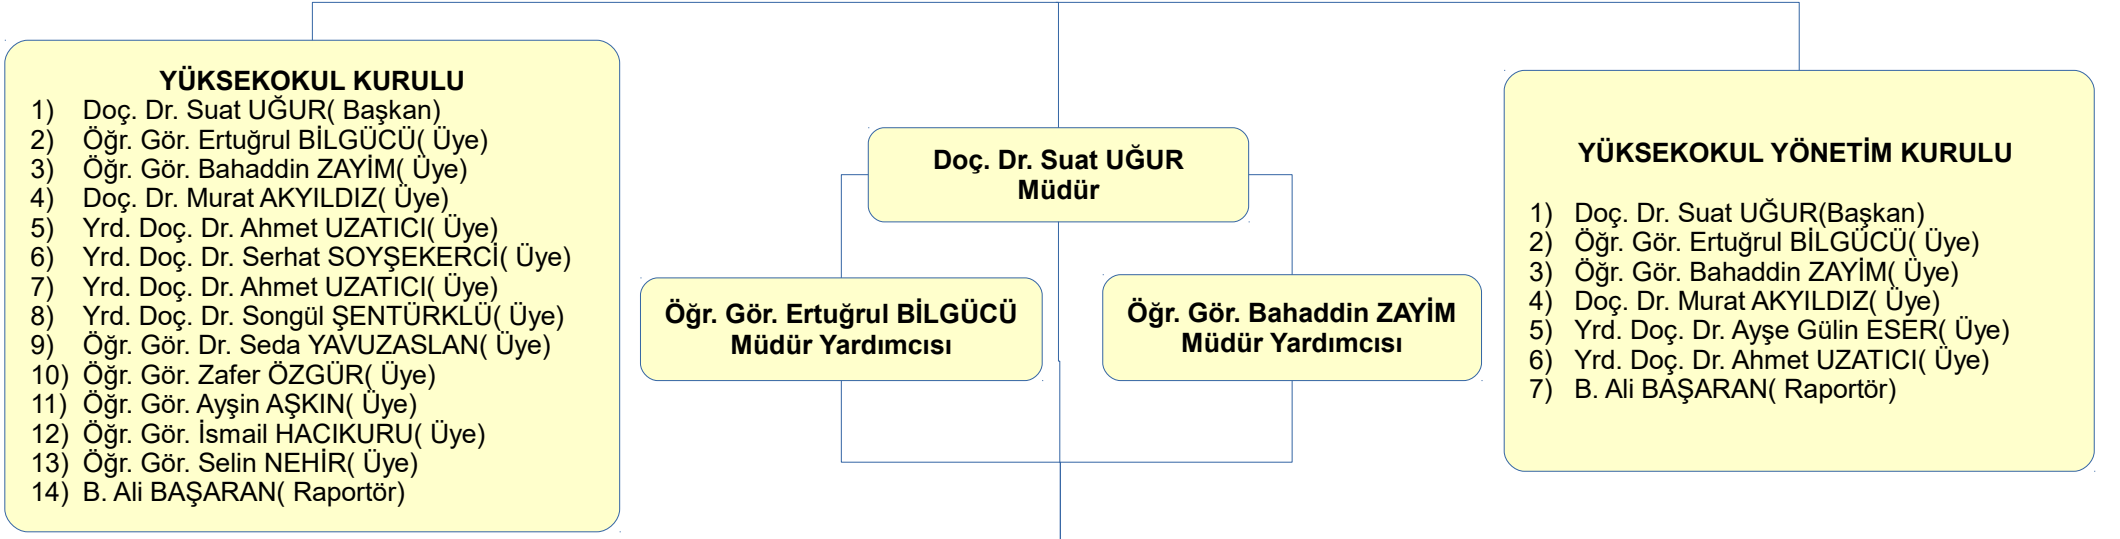 YÜKSEKOKUL KURULU
1) Doç. Dr. Suat UĞUR( Başkan)
2) Öğr. Gör. Ertuğrul BİLGÜCÜ( Üye)
3) Öğr. Gör. Bahaddin ZAYİM( Üye)
4) Doç. Dr. Murat AKYILDIZ( Üye)
5) Yrd. Doç. Dr. Ahmet UZATICI( Üye)
6) Yrd. Doç. Dr. Serhat SOYŞEKERCİ( Üye)
7) Yrd. Doç. Dr. Ahmet UZATICI( Üye)
8) Yrd. Doç. Dr. Songül ŞENTÜRKLÜ( Üye)
9) Öğr. Gör. Dr. Seda YAVUZASLAN( Üye)
10) Öğr. Gör. Zafer ÖZGÜR( Üye)
11) Öğr. Gör. Ayşin AŞKIN( Üye)
12) Öğr. Gör. İsmail HACIKURU( Üye)
13) Öğr. Gör. Selin NEHİR( Üye)
14) B. Ali BAŞARAN( Raportör)
Doç. Dr. Suat UĞUR
Müdür
Öğr. Gör. Ertuğrul BİLGÜCÜ
Müdür Yardımcısı
Öğr. Gör. Bahaddin ZAYİM
Müdür Yardımcısı
YÜKSEKOKUL YÖNETİM KURULU
1) Doç. Dr. Suat UĞUR(Başkan)
2) Öğr. Gör. Ertuğrul BİLGÜCÜ( Üye)
3) Öğr. Gör. Bahaddin ZAYİM( Üye)
4) Doç. Dr. Murat AKYILDIZ( Üye)
5) Yrd. Doç. Dr. Ayşe Gülin ESER( Üye)
6) Yrd. Doç. Dr. Ahmet UZATICI( Üye)
7) B. Ali BAŞARAN( Raportör)